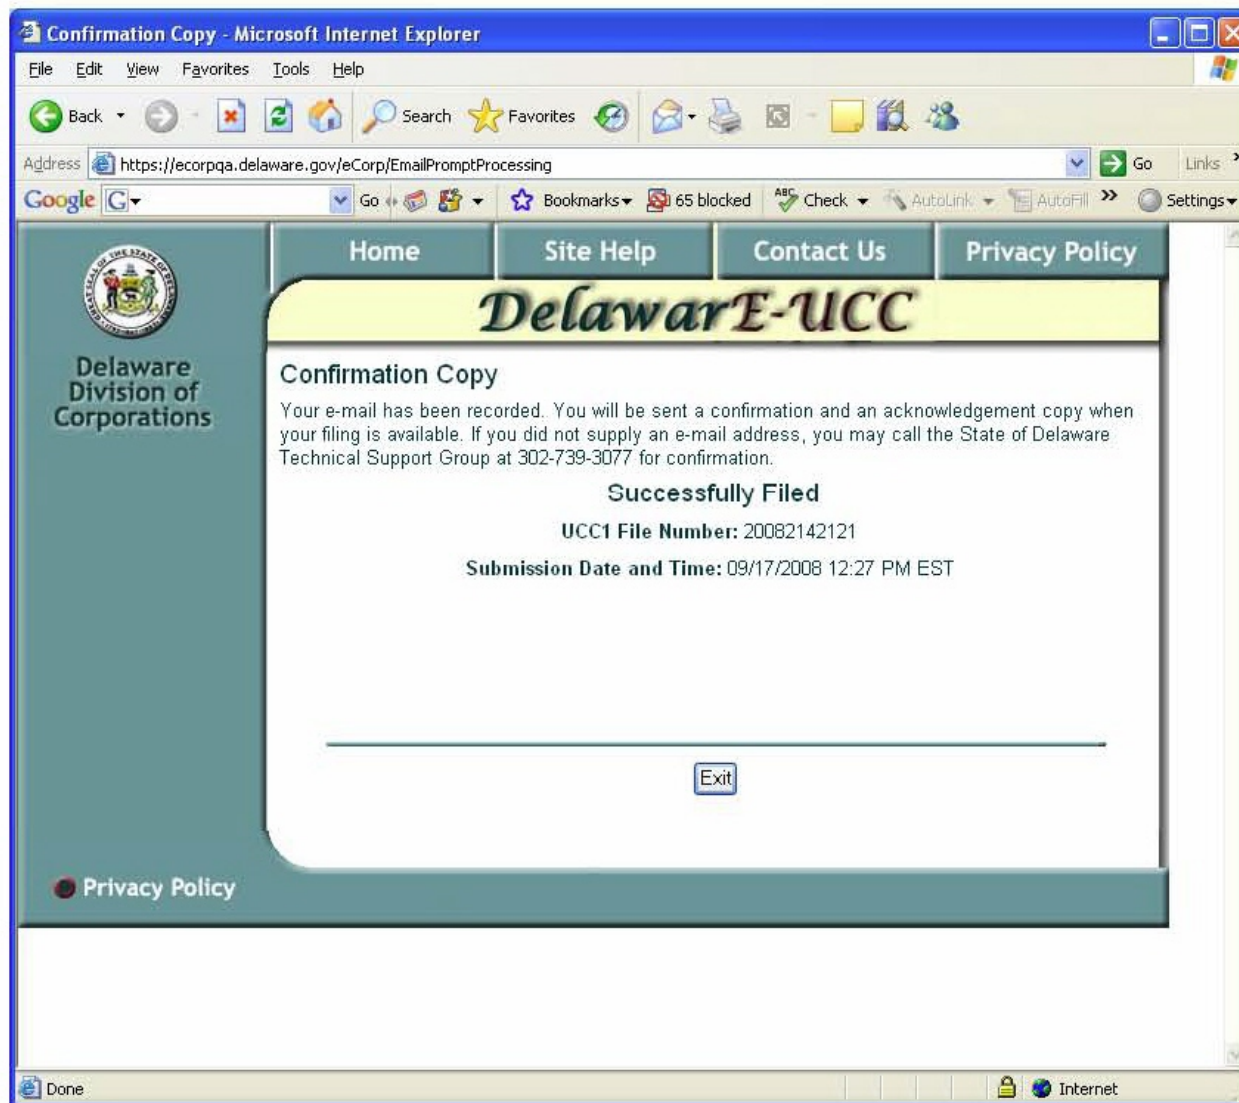 Confirmation Copy - Microsoft Internet Explorer
File Edit View Favorites Tools Help
Back Search Favorites
Address https://ecorpqa.delaware.gov/eCorp/EmailPromptProcessing Go Links
Google G Go Bookmarks 65 blocked ABC Check AutoLink AutoFill Settings
Home Site Help Contact Us Privacy Policy
DelawarE-UCC
Delaware
Division of
Corporations
Confirmation Copy
Your e-mail has been recorded. You will be sent a confirmation and an acknowledgement copy when
your filing is available. If you did not supply an e-mail address, you may call the State of Delaware
Technical Support Group at 302-739-3077 for confirmation.
Successfully Filed
UCC1 File Number: 20082142121
Submission Date and Time: 09/17/2008 12:27 PM EST
Exit
Privacy Policy
Done Internet